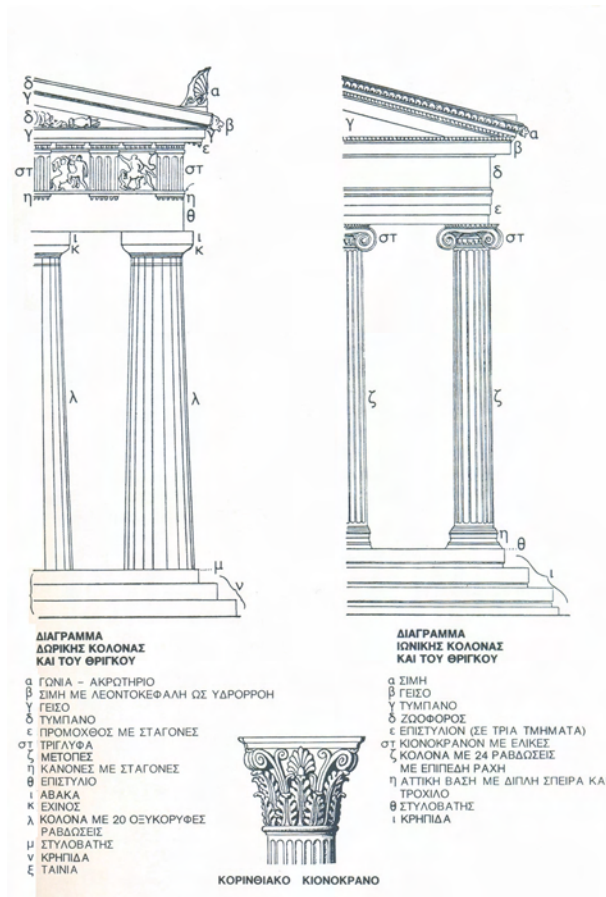 δ
γ
α
δ
β
γ
ε
στ
στ
η
η
θ
ι
ι
κ
κ
λ
λ
μ
ν
γ
α
β
δ
ε
στ
στ
ζ
ζ
η
θ
ι
ΔΙΑΓΡΑΜΜΑ
ΔΩΡΙΚΗΣ ΚΟΛΟΝΑΣ
ΚΑΙ ΤΟΥ ΘΡΙΓΚΟΥ
α ΓΩΝΙΑ – ΑΚΡΩΤΗΡΙΟ
β ΣΙΜΗ ΜΕ ΛΕΟΝΤΟΚΕΦΑΛΗ ΩΣ ΥΔΡΟΡΡΟΗ
γ ΓΕΙΣΟ
δ ΤΥΜΠΑΝΟ
ε ΠΡΟΜΟΧΘΟΣ ΜΕ ΣΤΑΓΟΝΕΣ
στ ΤΡΙΓΛΥΦΑ
ζ ΜΕΤΟΠΕΣ
η ΚΑΝΟΝΕΣ ΜΕ ΣΤΑΓΟΝΕΣ
θ ΕΠΙΣΤΥΛΙΟ
ι ΑΒΑΚΑ
κ ΕΧΙΝΟΣ
λ ΚΟΛΟΝΑ ΜΕ 20 ΟΞΥΚΟΡΥΦΕΣ
ΡΑΒΔΩΣΕΙΣ
μ ΣΤΥΛΟΒΑΤΗΣ
ν ΚΡΗΠΙΔΑ
ξ ΤΑΙΝΙΑ
ΔΙΑΓΡΑΜΜΑ
ΙΩΝΙΚΗΣ ΚΟΛΟΝΑΣ
ΚΑΙ ΤΟΥ ΘΡΙΓΚΟΥ
α ΣΙΜΗ
β ΓΕΙΣΟ
γ ΤΥΜΠΑΝΟ
δ ΖΩΟΦΟΡΟΣ
ε ΕΠΙΣΤΥΛΙΟΝ (ΣΕ ΤΡΙΑ ΤΜΗΜΑΤΑ)
στ ΚΙΟΝΟΚΡΑΝΟΝ ΜΕ ΕΛΙΚΕΣ
ζ ΚΟΛΟΝΑ ΜΕ 24 ΡΑΒΔΩΣΕΙΣ
ΜΕ ΕΠΙΠΕΔΗ ΡΑΧΗ
η ΑΤΤΙΚΗ ΒΑΣΗ ΜΕ ΔΙΠΛΗ ΣΠΕΙΡΑ ΚΑ
ΤΡΟΧΙΛΟ
θ ΣΤΥΛΟΒΑΤΗΣ
ι ΚΡΗΠΙΔΑ
ΚΟΡΙΝΘΙΑΚΟ ΚΙΟΝΟΚΡΑΝΟ